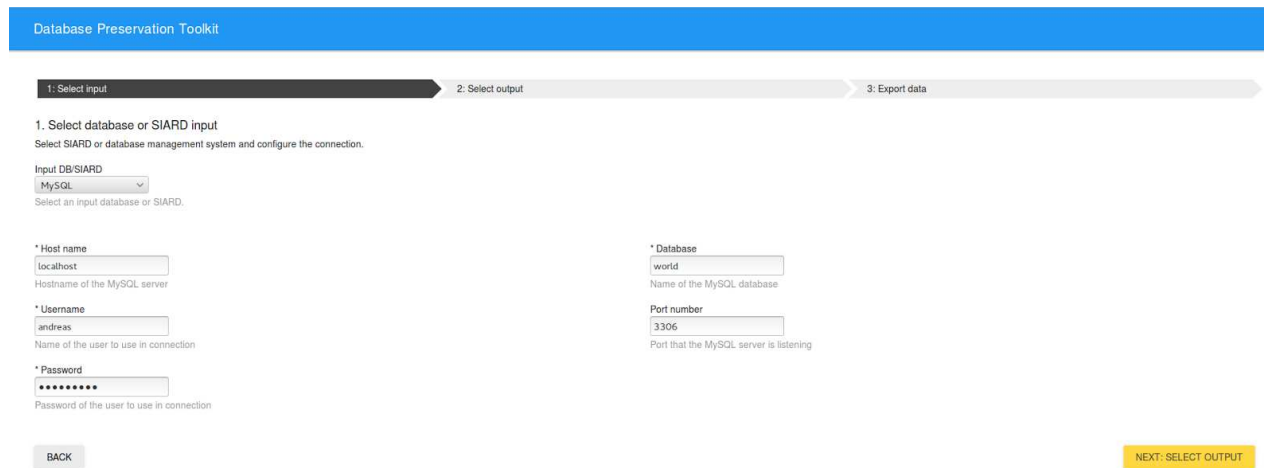 Database Preservation Toolkit
1: Select input
2: Select output
3: Export data
1. Select database or SIARD input
Select SIARD or database management system and configure the connection.
Input DB/SIARD
MySQL
Select an input database or SIARD.
* Host name
localhost
Hostname of the MySQL server
* Database
world
Name of the MySQL database
* Username
andreas
Name of the user to use in connection
Port number
3306
Port that the MySQL server is listening
* Password
•••••••••
Password of the user to use in connection
BACK
NEXT: SELECT OUTPUT